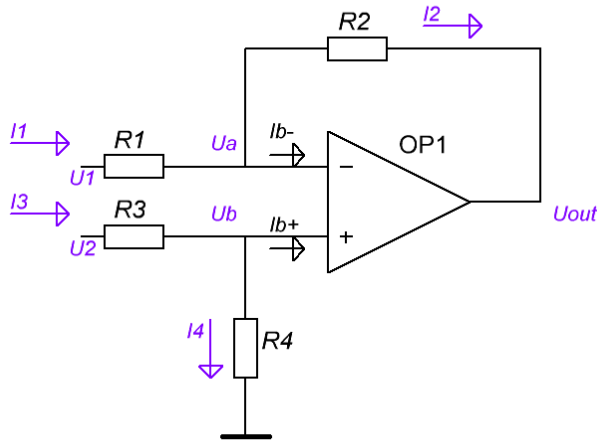 R2
I2
I1
R1
Ua
Ib-
OP1
U1
−
I3
R3
Ub
Ib+
U2
+
Uout
I4
R4